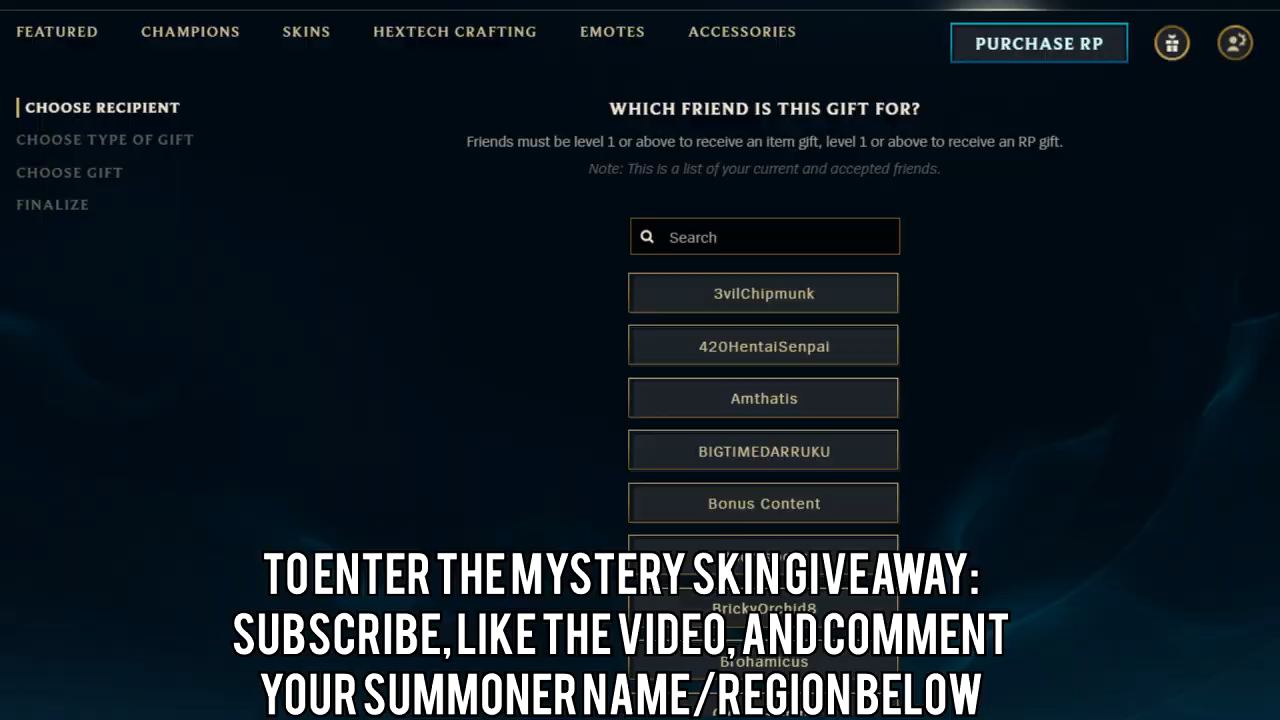 FEATURED CHAMPIONS SKINS HEXTECH CRAFTING EMOTES ACCESSORIES PURCHASE RP
CHOOSE RECIPIENT
CHOOSE TYPE OF GIFT
CHOOSE GIFT
FINALIZE
WHICH FRIEND IS THIS GIFT FOR?
Friends must be level 1 or above to receive an item gift, level 1 or above to receive an RP gift.
Note: This is a list of your current and accepted friends.
Search
3vilChipmunk
420HentaiSenpai
Amthatis
BIGTIMEDARRUKU
Bonus Content
BrickyOrchid8
Brohamicus
TO ENTER THE MYSTERY SKIN GIVEAWAY:
SUBSCRIBE, LIKE THE VIDEO, AND COMMENT
YOUR SUMMONER NAME/REGION BELOW